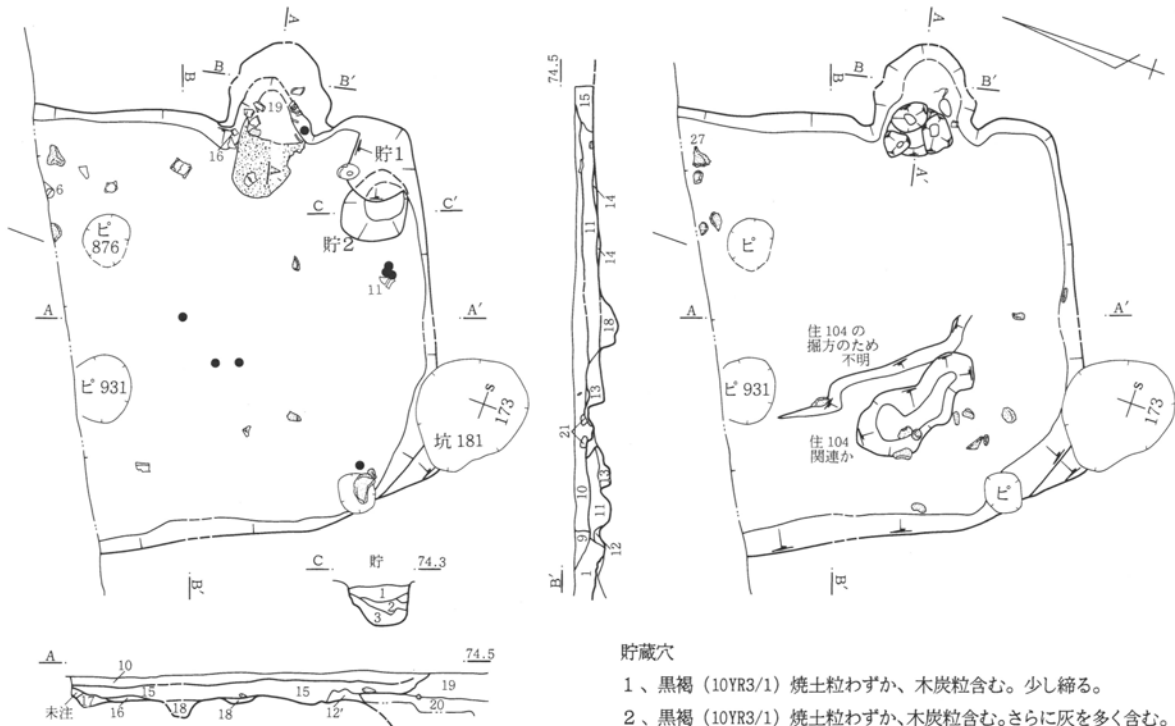 A
B
B
B'
19
16
貯1
6
ピ
876
C
C'
貯2
11
A
A'
ピ 931
S
173
坑 181
B'
C 貯 74.3
1
2
3
A
74.5
10
15
15
19
未注
17
16
18
18
12'
20
74.5
15
14
11
14
18
13
21
13
10
11
9
12
1
B'
A
B
B
B'
27
A'
ピ
A
A'
住 104 の
掘方のため
不明
ピ 931
S
173
住 104
関連か
坑 181
ピ
B'
貯蔵穴
1 、黒褐 (10YR3/1) 焼土粒わずか、木炭粒含む。少し締る。
2 、黒褐 (10YR3/1) 焼土粒わずか、木炭粒含む。さらに灰を多く含む